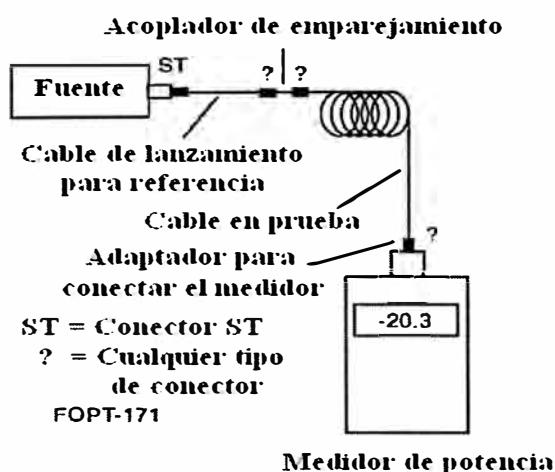 Acoplador de emparejamiento
ST
? ?
Fuente
Cable de lanzamiento
para referencia
Cable en prueba
?
Adaptador para
conectar el medidor
ST = Conector ST
? = Cualquier tipo
de conector
FOPT-171
-20.3
Medidor de potencia